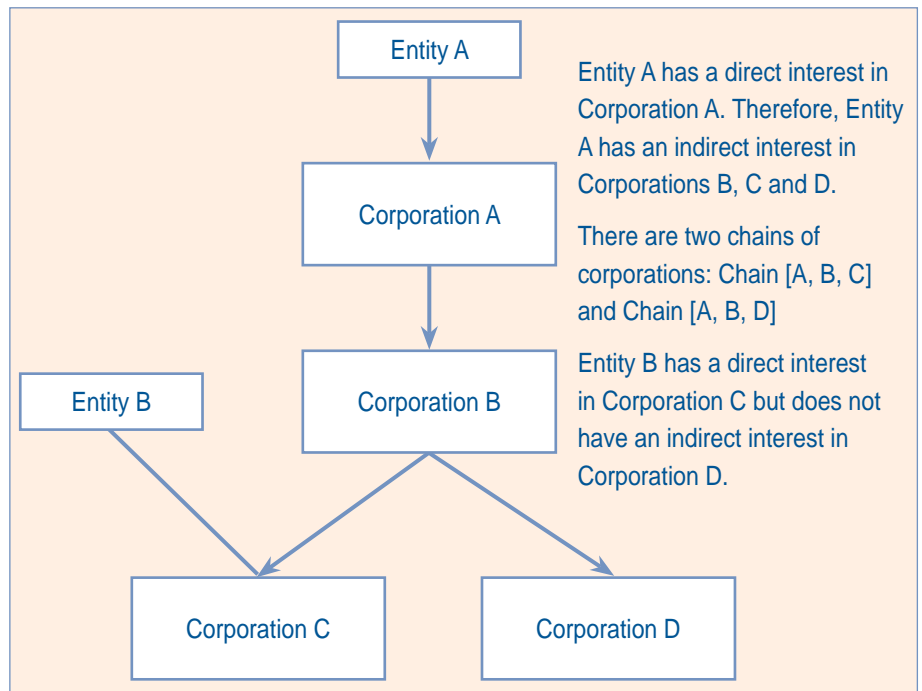 Entity A
Entity A has a direct interest in
Corporation A. Therefore, Entity
A has an indirect interest in
Corporations B, C and D.
Corporation A
There are two chains of
corporations: Chain [A, B, C]
and Chain [A, B, D]
Entity B has a direct interest
in Corporation C but does not
have an indirect interest in
Corporation D.
Entity B
Corporation B
Corporation C
Corporation D